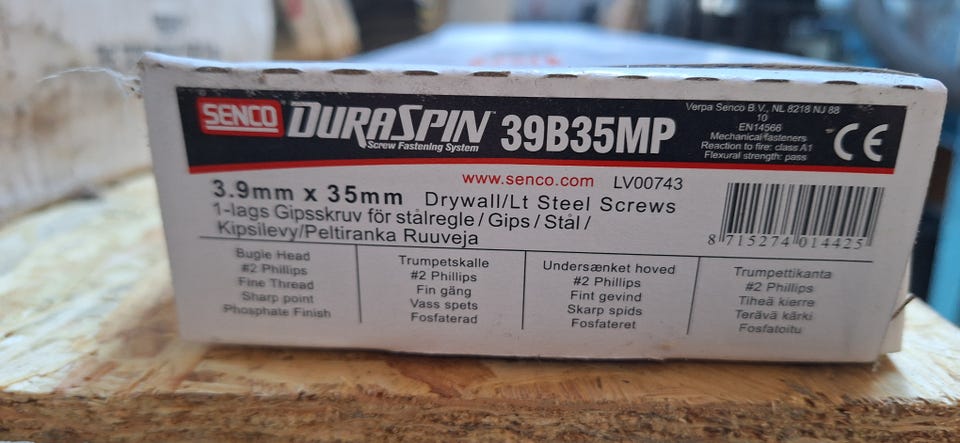 SENCO DURASPIN 39B35MP
Screw Fastening System
Verpa Senco B.V., NL 8218 NJ 88
10
EN14566
Mechanical fasteners
Reaction to fire: class A1
Flexural strength: pass
CE
www.senco.com LV00743
3.9mm x 35mm Drywall/Lt Steel Screws
1-lags Gipsskruv för stålregle/Gips/Stål/
Kipsilevy/Peltiranka Ruuveja
8 715274 014425
Bugle Head
#2 Phillips
Fine Thread
Sharp point
Phosphate Finish
Trumpetskalle
#2 Phillips
Fin gäng
Vass spets
Fosfaterad
Undersænket hoved
#2 Phillips
Fint gevind
Skarp spids
Fosfateret
Trumpettikanta
#2 Phillips
Tiheä kierre
Terävä kärki
Fosfatoitu